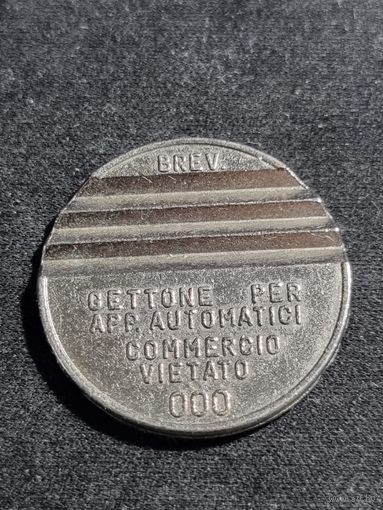 BREV.
GETTONE PER
APP. AUTOMATICI
COMMERCIO
VIETATO
000